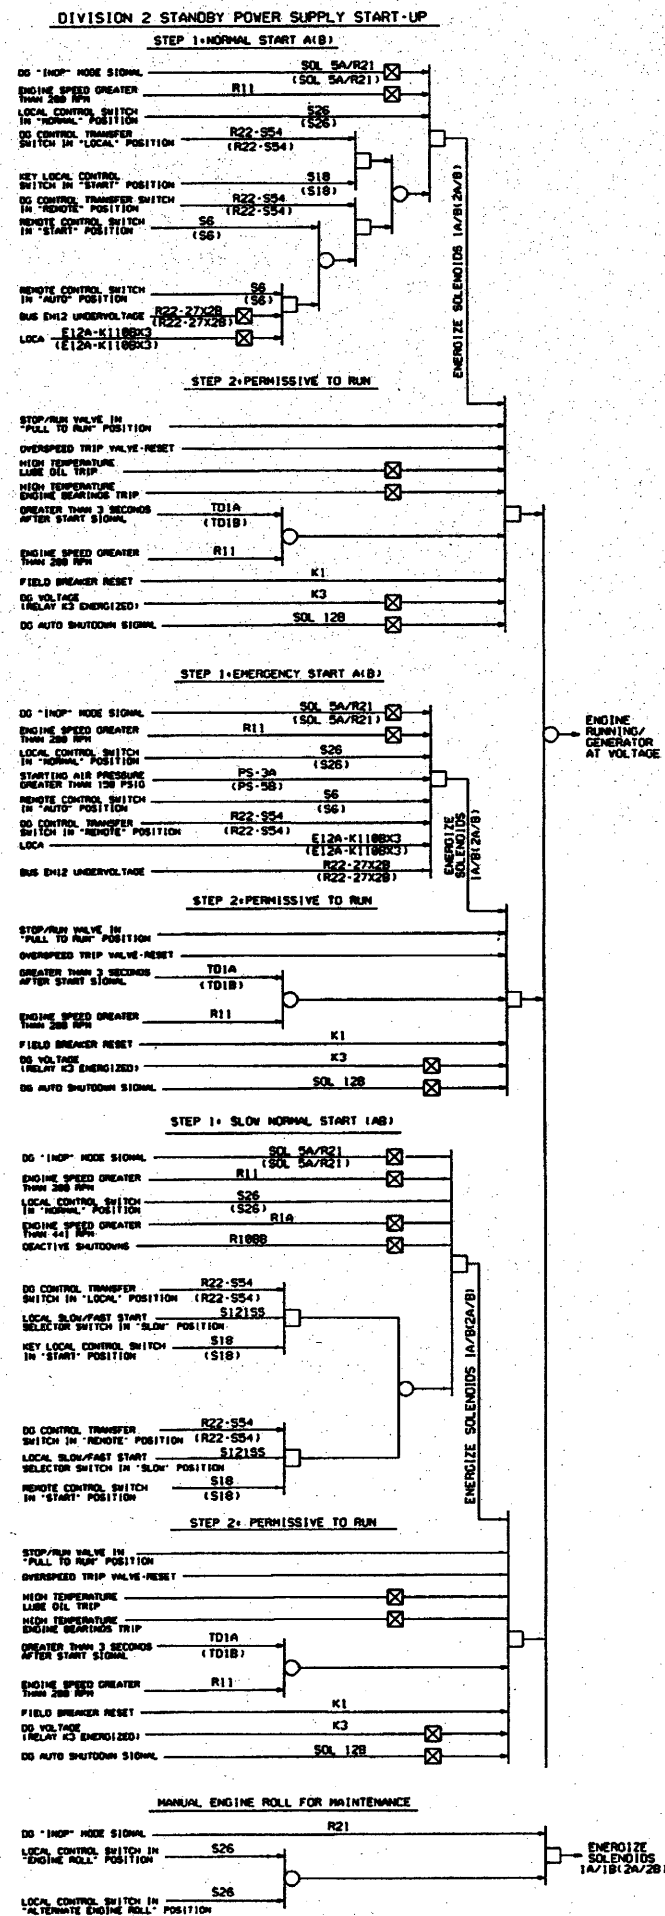 DIVISION 2 STANDBY POWER SUPPLY START-UP
STEP 1:NORMAL START A(B)
DG "INOP" MODE SIGNAL
SOL 5A/R21
(SOL 5A/R21)
ENGINE SPEED GREATER
THAN 200 RPM
R11
LOCAL CONTROL SWITCH
IN "NORMAL" POSITION
S26
(S26)
DG CONTROL TRANSFER
SWITCH IN "LOCAL" POSITION
R22-S54
(R22-S54)
KEY LOCAL CONTROL
SWITCH IN "START" POSITION
S18
(S18)
DG CONTROL TRANSFER SWITCH
IN "REMOTE" POSITION
R22-S54
(R22-S54)
REMOTE CONTROL SWITCH
IN "START" POSITION
S6
(S6)
REMOTE CONTROL SWITCH
IN "AUTO" POSITION
S6
(S6)
BUS EH12 UNDERVOLTAGE
R22-27X2B
(R22-27X2B)
LOCA
E12A-K110BX3
(E12A-K110BX3)
ENERGIZE SOLENOIDS 1A/B(2A/B)
STEP 2:PERMISSIVE TO RUN
STOP/RUN VALVE IN
"PULL TO RUN" POSITION
OVERSPEED TRIP VALVE-RESET
HIGH TEMPERATURE
LUBE OIL TRIP
HIGH TEMPERATURE
ENGINE BEARINGS TRIP
GREATER THAN 3 SECONDS
AFTER START SIGNAL
TD1A
(TD1B)
ENGINE SPEED GREATER
THAN 200 RPM
R11
FIELD BREAKER RESET
K1
DG VOLTAGE
(RELAY K3 ENERGIZED)
K3
DG AUTO SHUTDOWN SIGNAL
SOL 12B
STEP 1:EMERGENCY START A(B)
DG "INOP" MODE SIGNAL
SOL 5A/R21
(SOL 5A/R21)
ENGINE SPEED GREATER
THAN 200 RPM
R11
LOCAL CONTROL SWITCH
IN "NORMAL" POSITION
S26
(S26)
STARTING AIR PRESSURE
GREATER THAN 150 PSIG
PS-3A
(PS-5B)
REMOTE CONTROL SWITCH
IN "AUTO" POSITION
S6
(S6)
DG CONTROL TRANSFER
SWITCH IN "REMOTE" POSITION
R22-S54
(R22-S54)
LOCA
E12A-K110BX3
(E12A-K110BX3)
BUS EH12 UNDERVOLTAGE
R22-27X2B
(R22-27X2B)
ENERGIZE
SOLENOIDS
1A/B(2A/B)
ENGINE
RUNNING/
GENERATOR
AT VOLTAGE
STEP 2:PERMISSIVE TO RUN
STOP/RUN VALVE IN
"PULL TO RUN" POSITION
OVERSPEED TRIP VALVE-RESET
GREATER THAN 3 SECONDS
AFTER START SIGNAL
TD1A
(TD1B)
ENGINE SPEED GREATER
THAN 200 RPM
R11
FIELD BREAKER RESET
K1
DG VOLTAGE
(RELAY K3 ENERGIZED)
K3
DG AUTO SHUTDOWN SIGNAL
SOL 12B
STEP 1: SLOW NORMAL START (AB)
DG "INOP" MODE SIGNAL
SOL 5A/R21
(SOL 5A/R21)
ENGINE SPEED GREATER
THAN 200 RPM
R11
LOCAL CONTROL SWITCH
IN "NORMAL" POSITION
S26
(S26)
ENGINE SPEED GREATER
THAN 441 RPM
R1A
DEACTIVE SHUTDOWNS
R10BB
DG CONTROL TRANSFER
SWITCH IN "LOCAL" POSITION
R22-S54
(R22-S54)
LOCAL SLOW/FAST START
SELECTOR SWITCH IN "SLOW" POSITION
S121SS
KEY LOCAL CONTROL SWITCH
IN "START" POSITION
S18
(S18)
DG CONTROL TRANSFER
SWITCH IN "REMOTE" POSITION
R22-S54
(R22-S54)
LOCAL SLOW/FAST START
SELECTOR SWITCH IN "SLOW" POSITION
S121SS
REMOTE CONTROL SWITCH
IN "START" POSITION
S18
(S18)
ENERGIZE SOLENOIDS 1A/B(2A/B)
STEP 2: PERMISSIVE TO RUN
STOP/RUN VALVE IN
"PULL TO RUN" POSITION
OVERSPEED TRIP VALVE-RESET
HIGH TEMPERATURE
LUBE OIL TRIP
HIGH TEMPERATURE
ENGINE BEARINGS TRIP
GREATER THAN 3 SECONDS
AFTER START SIGNAL
TD1A
(TD1B)
ENGINE SPEED GREATER
THAN 200 RPM
R11
FIELD BREAKER RESET
K1
DG VOLTAGE
(RELAY K3 ENERGIZED)
K3
DG AUTO SHUTDOWN SIGNAL
SOL 12B
MANUAL ENGINE ROLL FOR MAINTENANCE
DG "INOP" MODE SIGNAL
R21
LOCAL CONTROL SWITCH IN
"ENGINE ROLL" POSITION
S26
LOCAL CONTROL SWITCH IN
"ALTERNATE ENGINE ROLL" POSITION
S26
ENERGIZE
SOLENOIDS
1A/1B(2A/2B)